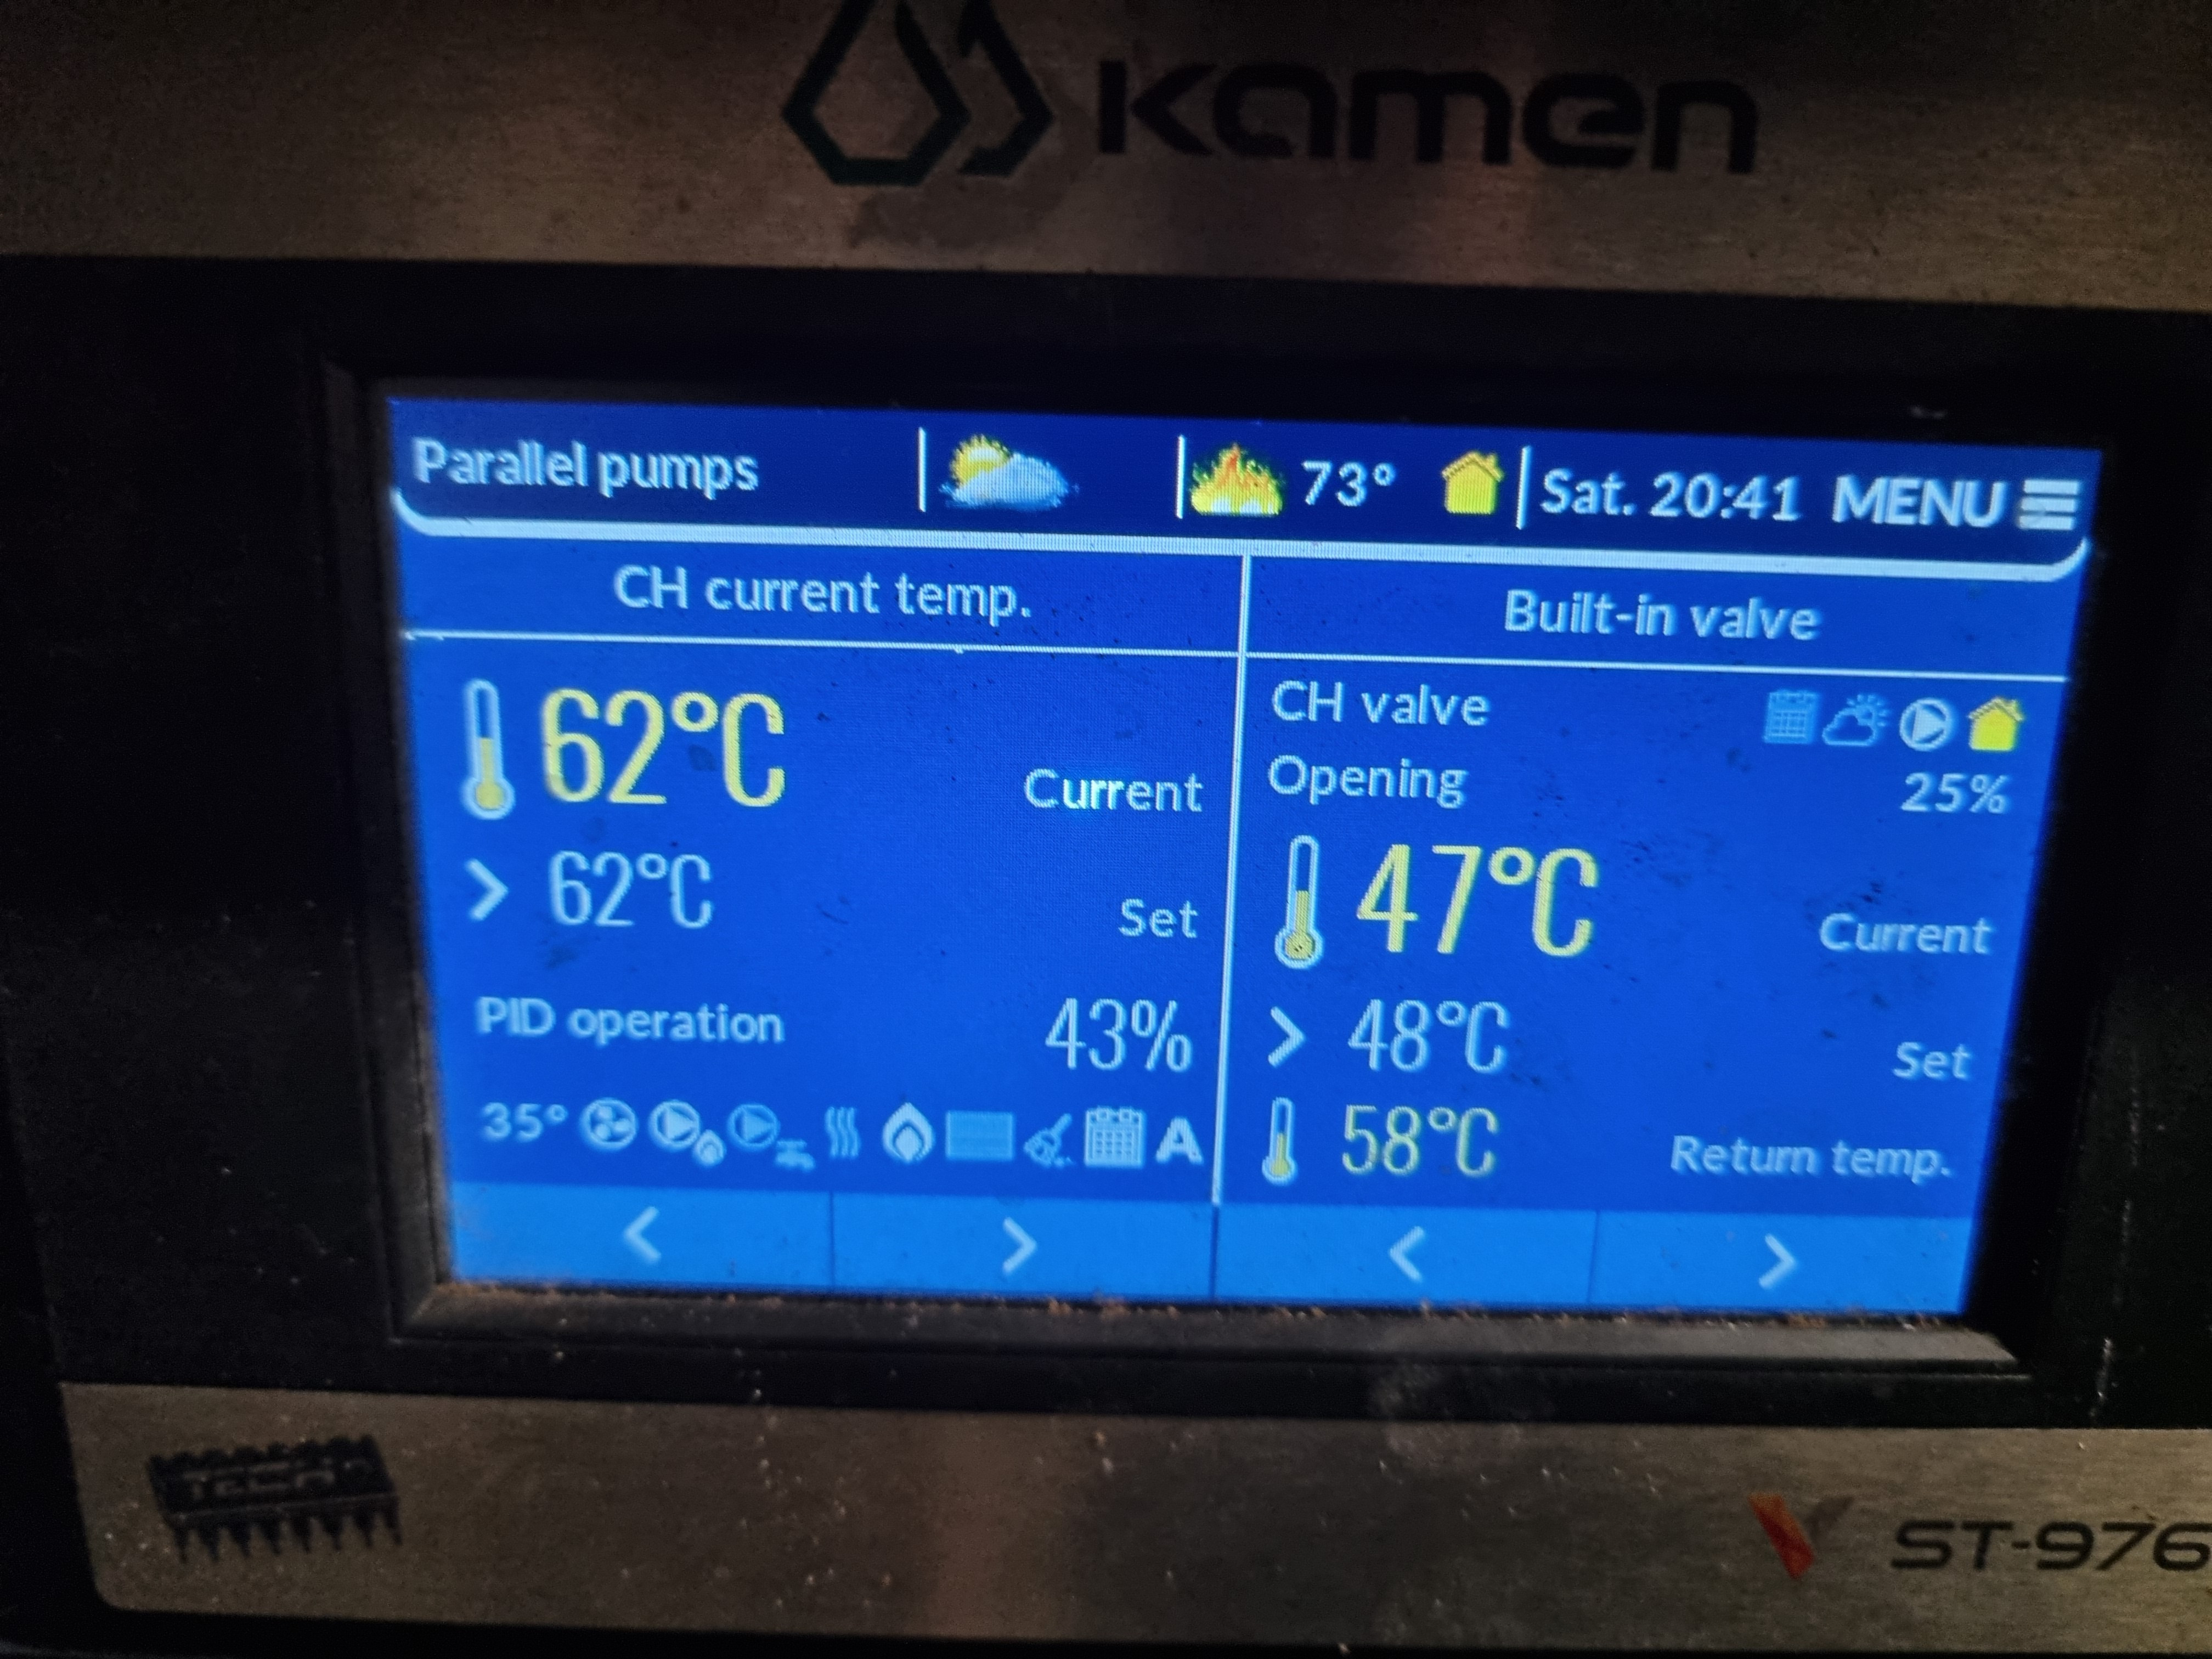 kamen
Parallel pumps 73° Sat. 20:41 MENU
CH current temp.
62°C Current
> 62°C Set
PID operation 43%
35° A
< >
Built-in valve
CH valve
Opening 25%
47°C Current
> 48°C Set
58°C Return temp.
< >
TECH
ST-976